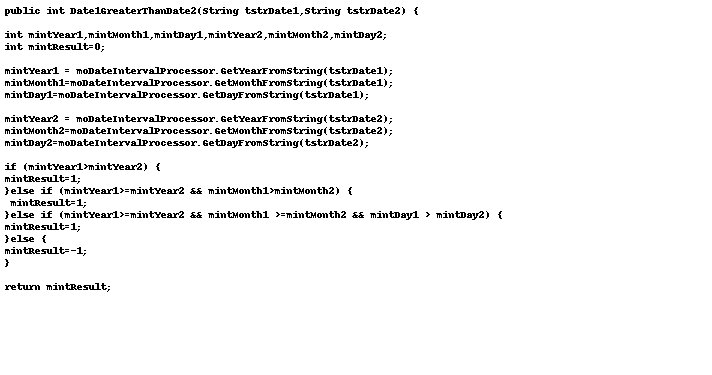 public int Date1GreaterThanDate2(String tstrDate1,String tstrDate2) {
int mintYear1,mintMonth1,mintDay1,mintYear2,mintMonth2,mintDay2;
int mintResult=0;
mintYear1 = moDateIntervalProcessor.GetYearFromString(tstrDate1);
mintMonth1=moDateIntervalProcessor.GetMonthFromString(tstrDate1);
mintDay1=moDateIntervalProcessor.GetDayFromString(tstrDate1);
mintYear2 = moDateIntervalProcessor.GetYearFromString(tstrDate2);
mintMonth2=moDateIntervalProcessor.GetMonthFromString(tstrDate2);
mintDay2=moDateIntervalProcessor.GetDayFromString(tstrDate2);
if (mintYear1>mintYear2) {
mintResult=1;
}else if (mintYear1>=mintYear2 && mintMonth1>mintMonth2) {
mintResult=1;
}else if (mintYear1>=mintYear2 && mintMonth1 >=mintMonth2 && mintDay1 > mintDay2) {
mintResult=1;
}else {
mintResult=-1;
}
return mintResult;